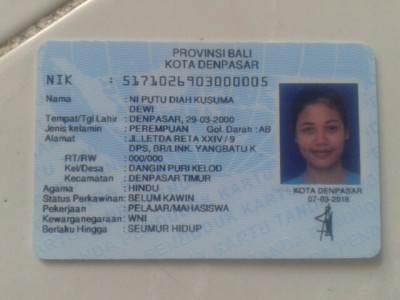 PROVINSI BALI
KOTA DENPASAR
NIK : 5171026903000005
Nama : NI PUTU DIAH KUSUMA
DEWI
Tempat/Tgl Lahir : DENPASAR, 29-03-2000
Jenis kelamin : PEREMPUAN Gol. Darah :AB
Alamat : JL. LETDA RETA XXIV / 9
DPS, BR/LINK. YANGBATU K
RT/RW : 000/000
Kel/Desa : DANGIN PURI KELOD
Kecamatan : DENPASAR TIMUR
Agama : HINDU
Status Perkawinan: BELUM KAWIN
Pekerjaan : PELAJAR/MAHASISWA
Kewarganegaraan: WNI
Berlaku Hingga : SEUMUR HIDUP
KOTA DENPASAR
07-03-2018